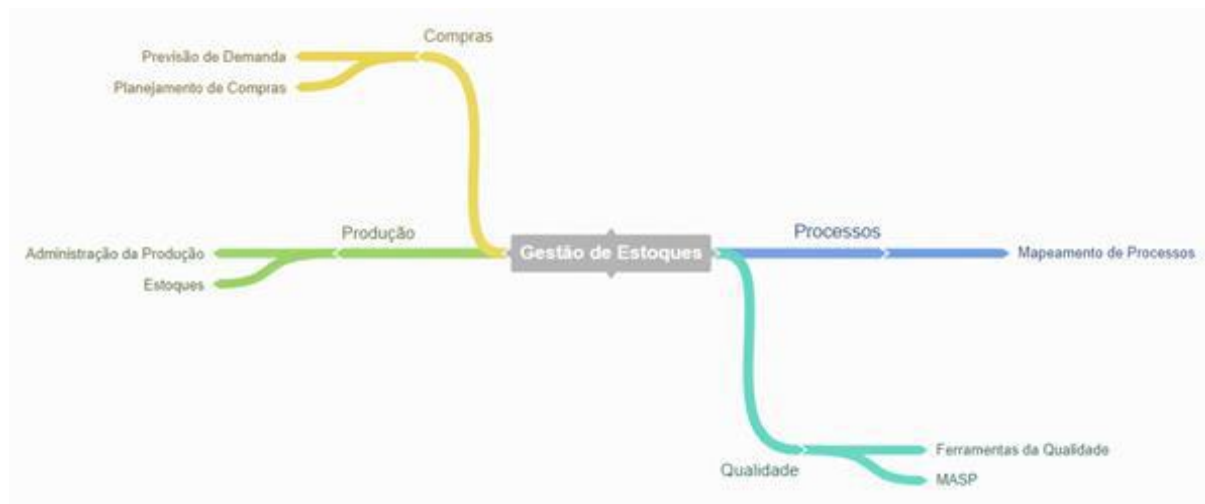 Compras
Previsão de Demanda
Planejamento de Compras
Produção
Administração da Produção
Estoques
Gestão de Estoques
Processos
Mapeamento de Processos
Qualidade
Ferramentas da Qualidade
MASP